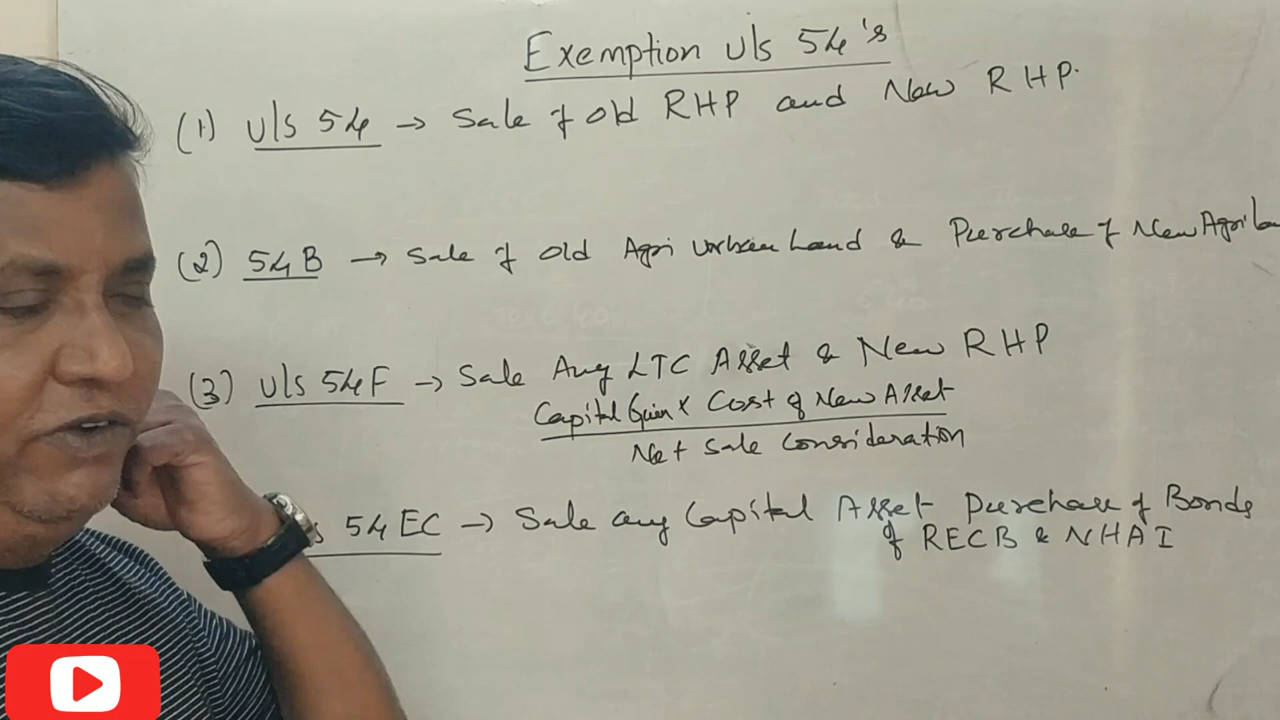 Exemption u/s 54's
(1) u/s 54 → Sale of old RHP and New RHP.
(2) 54B → Sale of old Agri urban Land & Purchase of New Agri La
(3) u/s 54F → Sale Any LTC Asset & New RHP
Capital Gain x Cost of New Asset
Net Sale Consideration
s 54EC → Sale any Capital Asset Purchase of Bonds
of RECB & NHAI